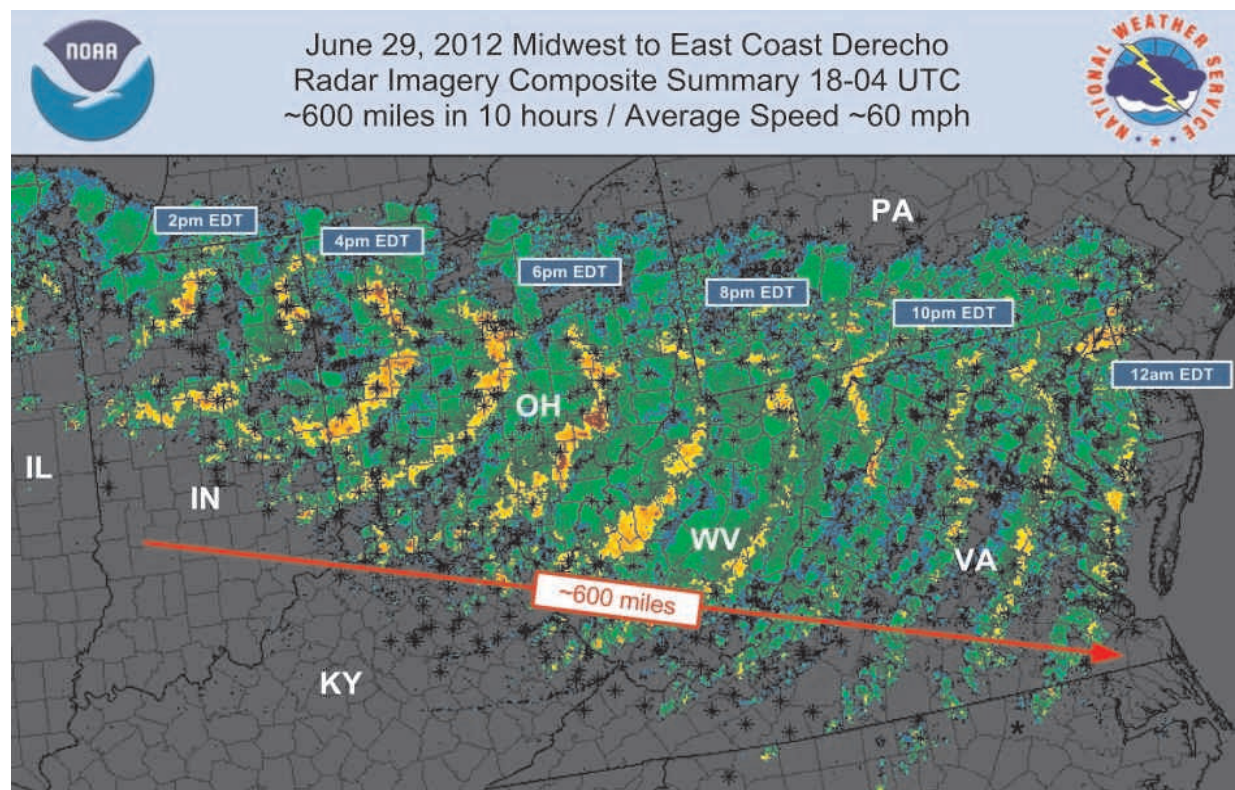 NOAA
June 29, 2012 Midwest to East Coast Derecho
Radar Imagery Composite Summary 18-04 UTC
~600 miles in 10 hours / Average Speed ~60 mph
NATIONAL WEATHER SERVICE
2pm EDT
4pm EDT
6pm EDT
8pm EDT
10pm EDT
12am EDT
PA
OH
IL
IN
WV
VA
~600 miles
KY